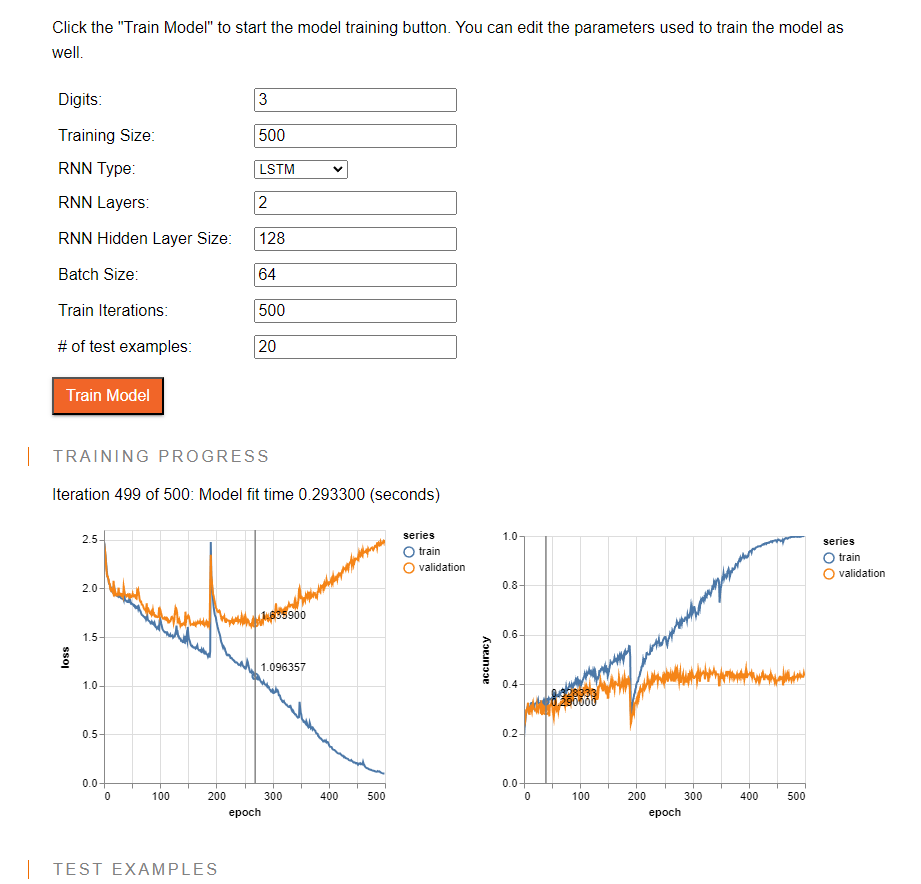 Click the "Train Model" to start the model training button. You can edit the parameters used to train the model as
well.
Digits: 3
Training Size: 500
RNN Type: LSTM
RNN Layers: 2
RNN Hidden Layer Size: 128
Batch Size: 64
Train Iterations: 500
# of test examples: 20
Train Model
TRAINING PROGRESS
Iteration 499 of 500: Model fit time 0.293300 (seconds)
loss
2.5
2.0
1.5
1.0
0.5
0.0
1.635900
1.096357
0 100 200 300 400 500
epoch
series
train
validation
accuracy
1.0
0.8
0.6
0.4
0.2
0.0
0.328333
0.290000
0 100 200 300 400 500
epoch
series
train
validation
TEST EXAMPLES